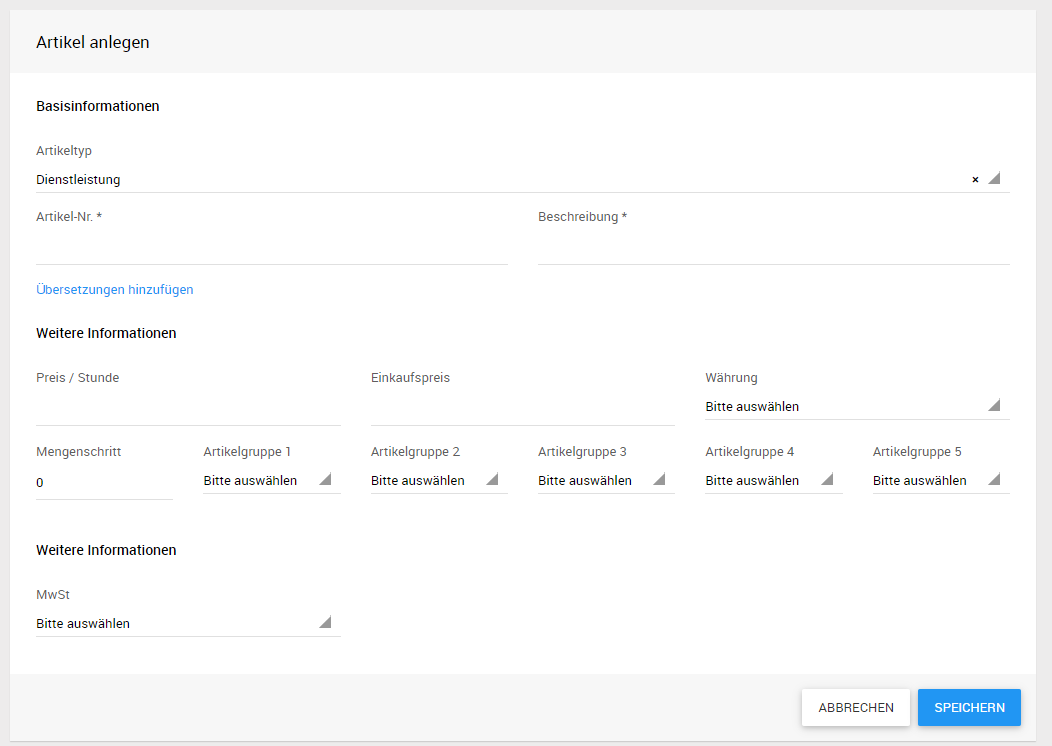 Artikel anlegen
Basisinformationen
Artikeltyp
Dienstleistung ×
Artikel-Nr. * Beschreibung *
Übersetzungen hinzufügen
Weitere Informationen
Preis / Stunde Einkaufspreis Währung
Bitte auswählen
Mengenschritt Artikelgruppe 1 Artikelgruppe 2 Artikelgruppe 3 Artikelgruppe 4 Artikelgruppe 5
0 Bitte auswählen Bitte auswählen Bitte auswählen Bitte auswählen Bitte auswählen
Weitere Informationen
MwSt
Bitte auswählen
ABBRECHEN SPEICHERN